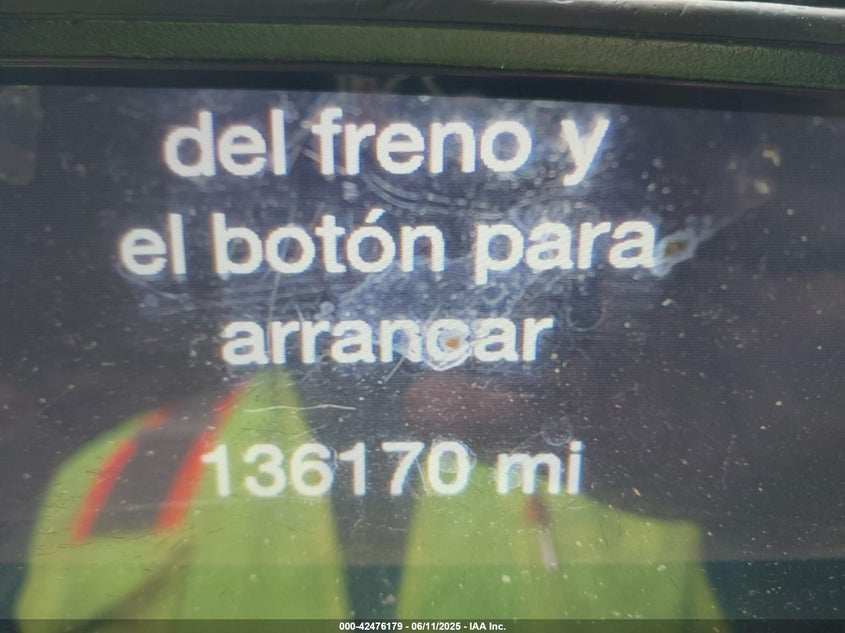 del freno y
el botón para
arrancar
136170 mi
000-42476179 - 06/11/2025 - IAA Inc.